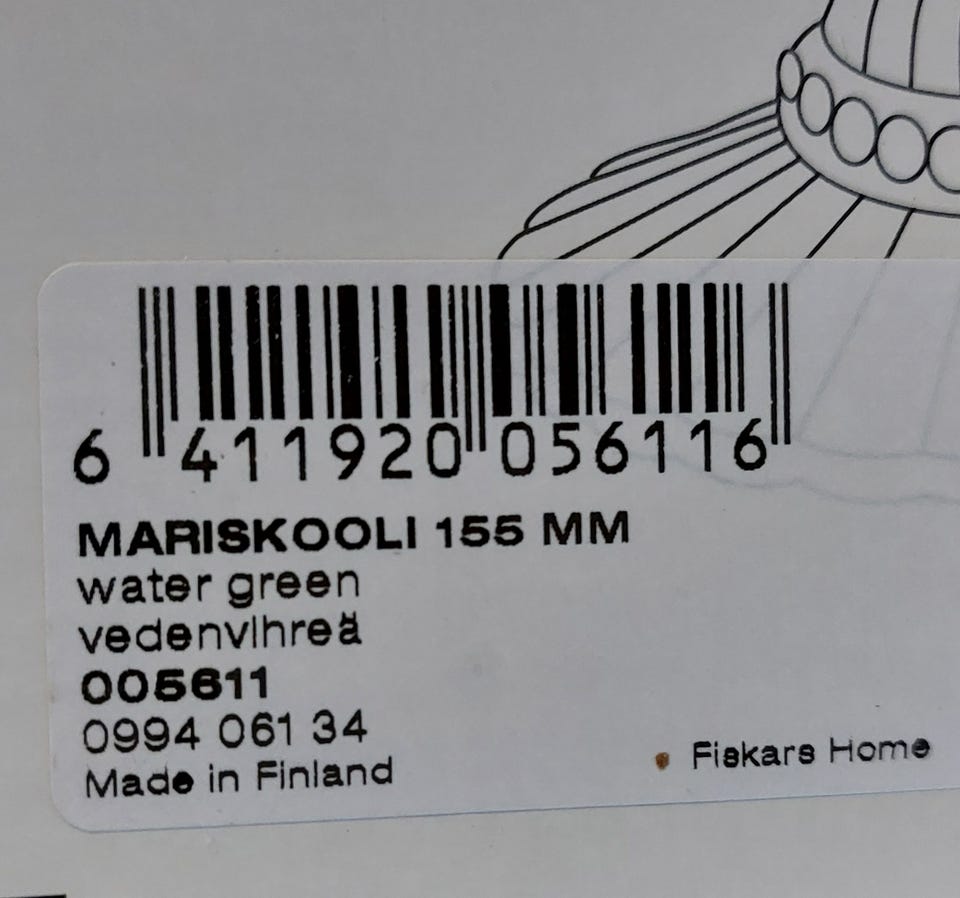 6 411920 056116
MARISKOOLI 155 MM
water green
vedenvihreä
005611
0994 061 34
Made in Finland
Fiskars Home